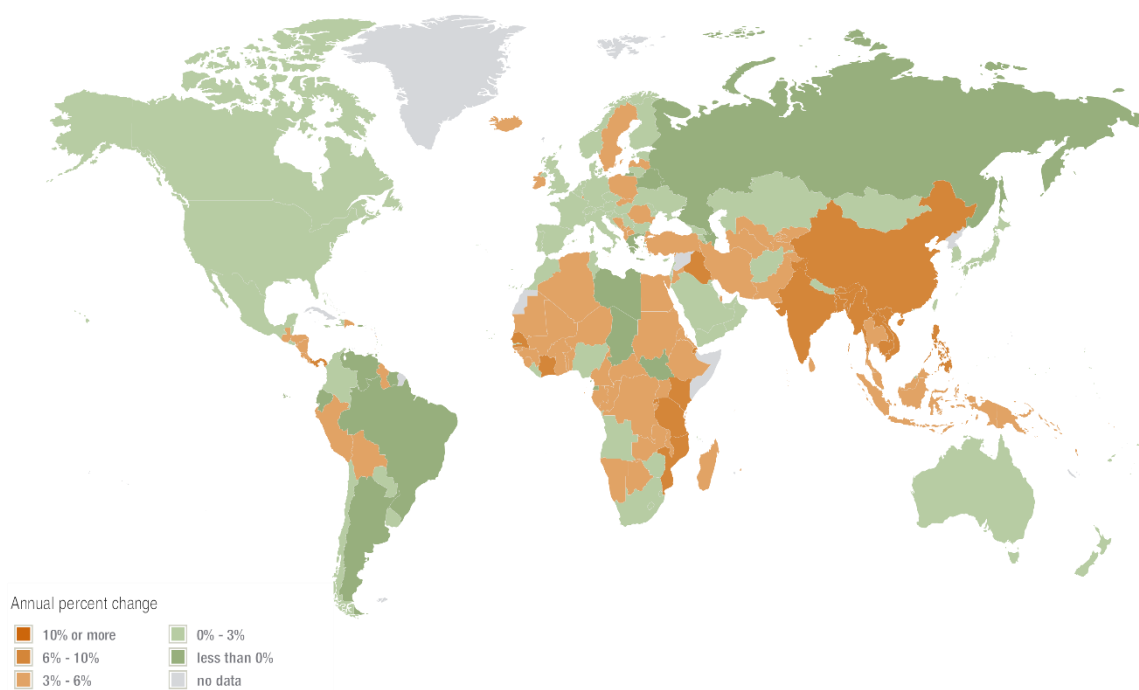 Annual percent change
10% or more
6% - 10%
3% - 6%
0% - 3%
less than 0%
no data